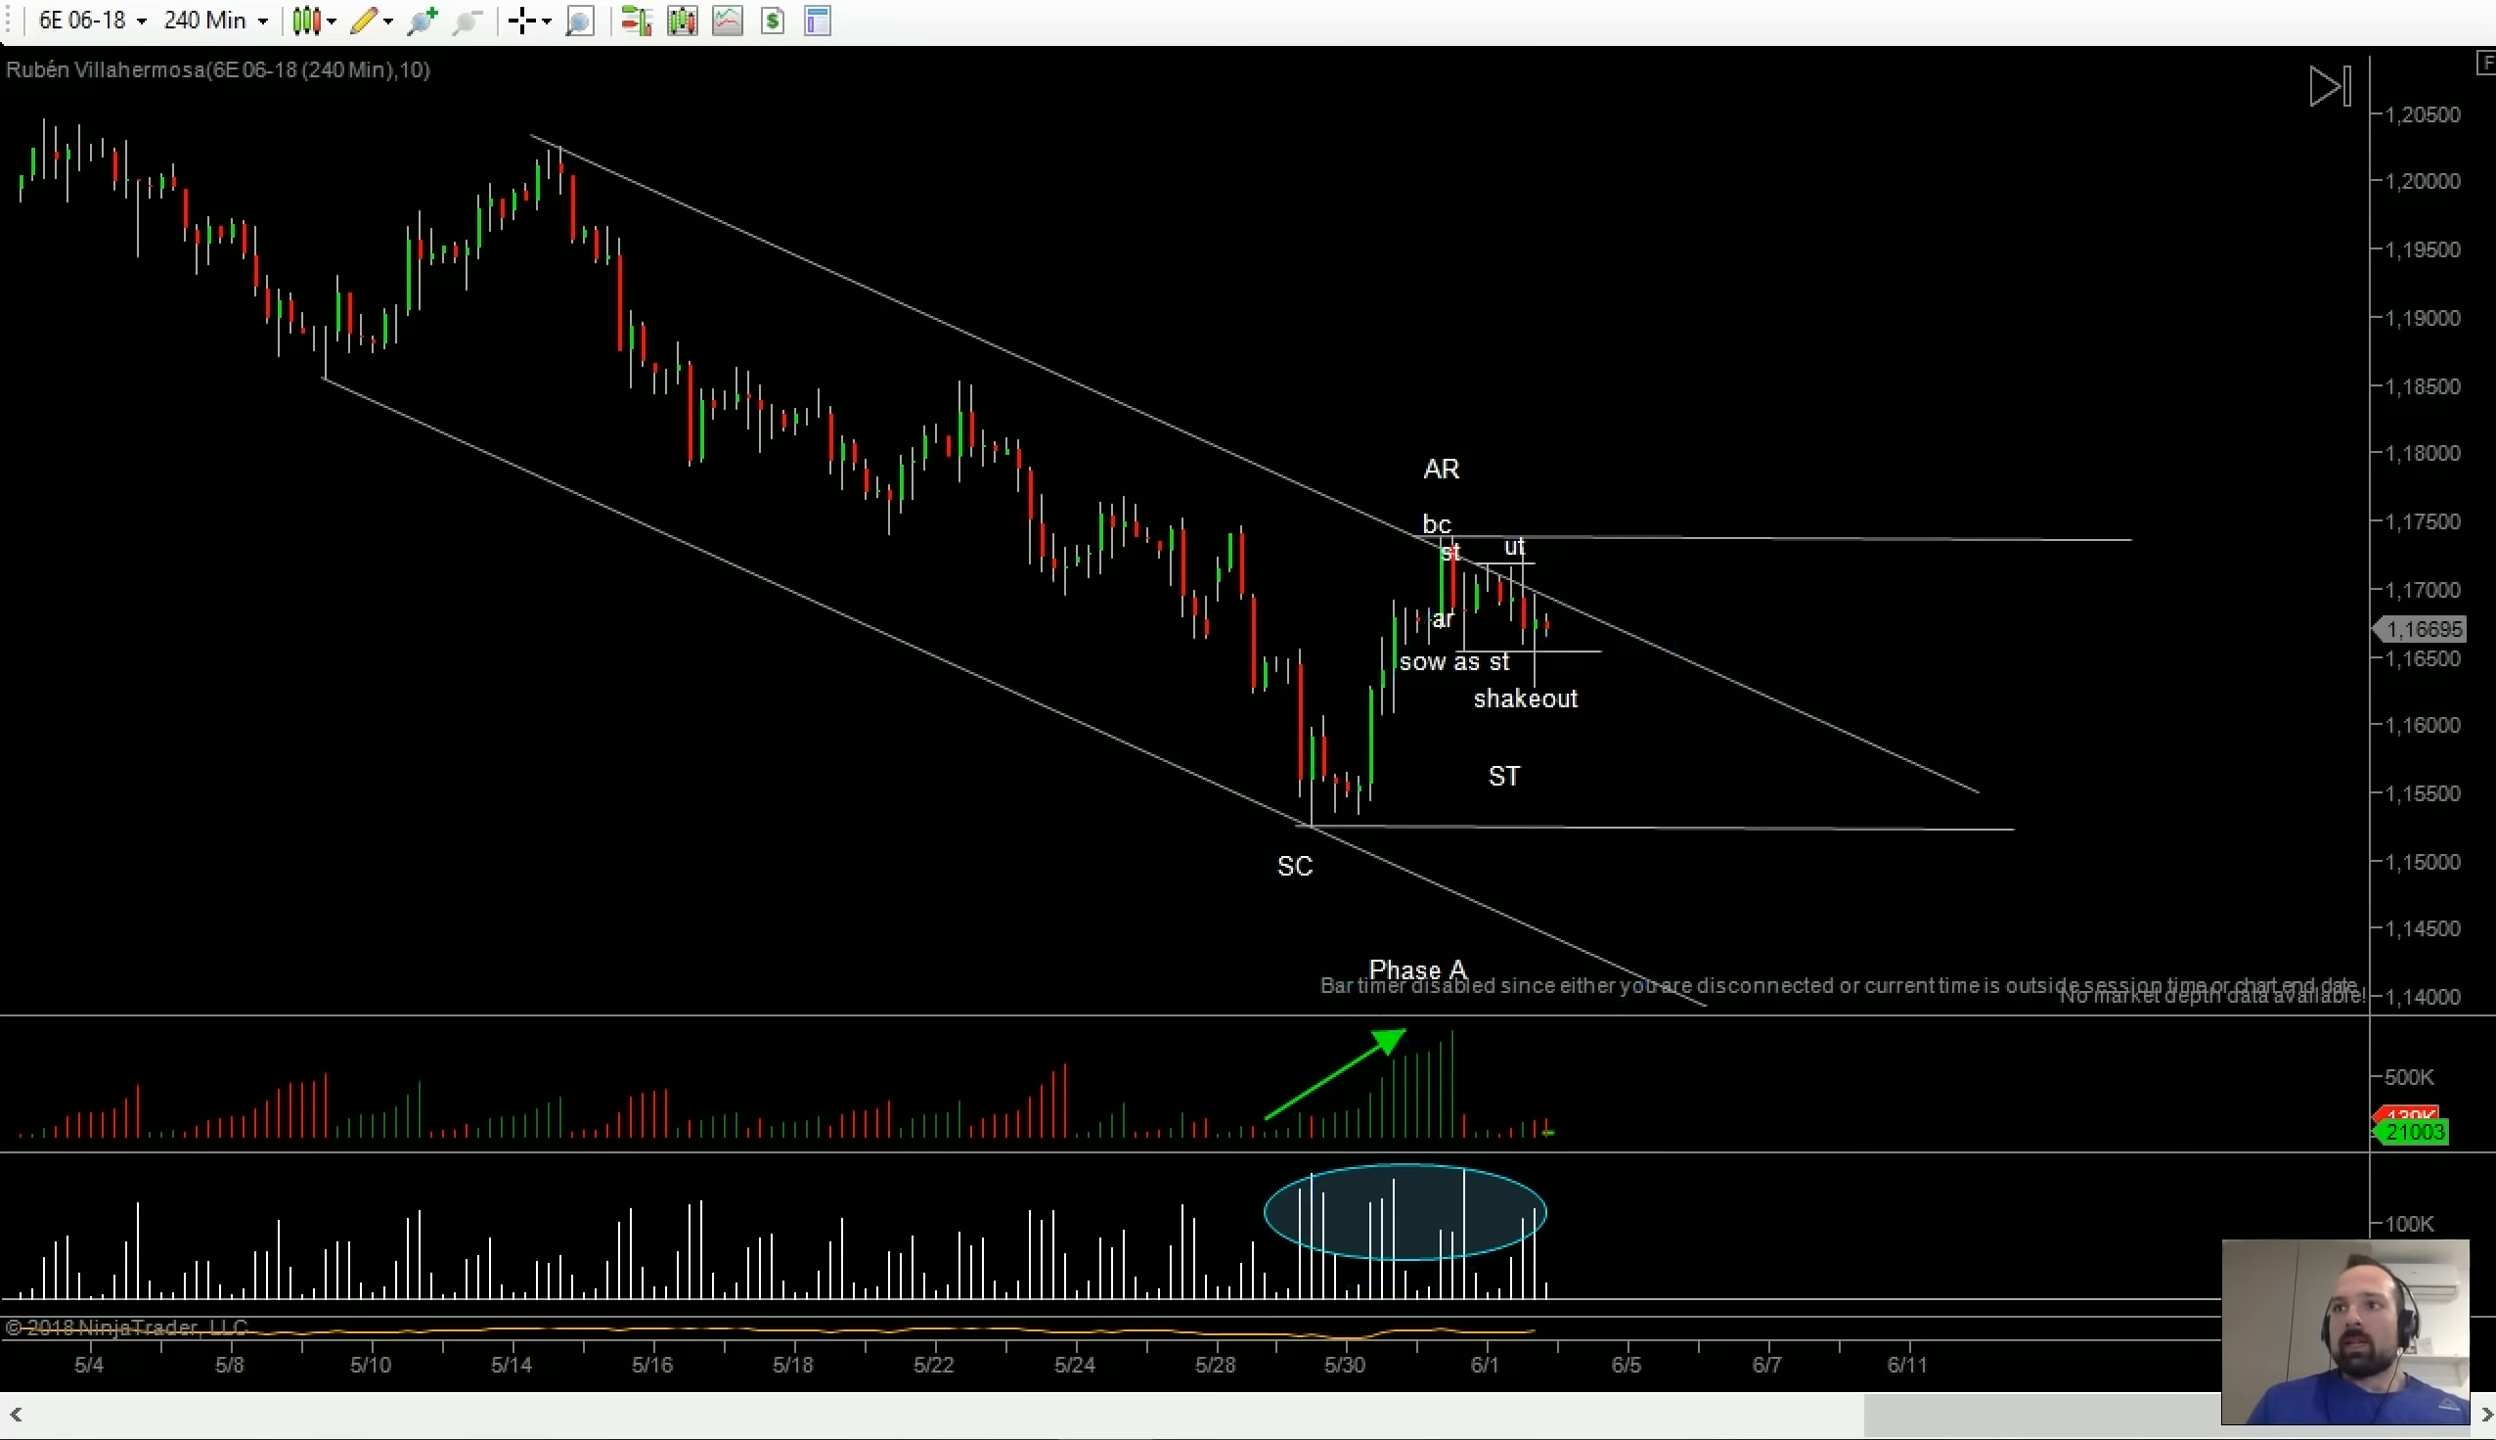 6E 06-18 240 Min
Rubén Villahermosa(6E 06-18 (240 Min),10)
F
1,20500
1,20000
1,19500
1,19000
1,18500
1,18000
AR
bc
1,17500
st
ut
1,17000
ar
1,16695
sow as st
1,16500
shakeout
1,16000
ST
1,15500
SC
1,15000
1,14500
Phase A
Bar timer disabled since either you are disconnected or current time is outside session time or chart end date
No market depth data available!
1,14000
500K
139K
21003
100K
© 2018 NinjaTrader, LLC
5/4 5/8 5/10 5/14 5/16 5/18 5/22 5/24 5/28 5/30 6/1 6/5 6/7 6/11